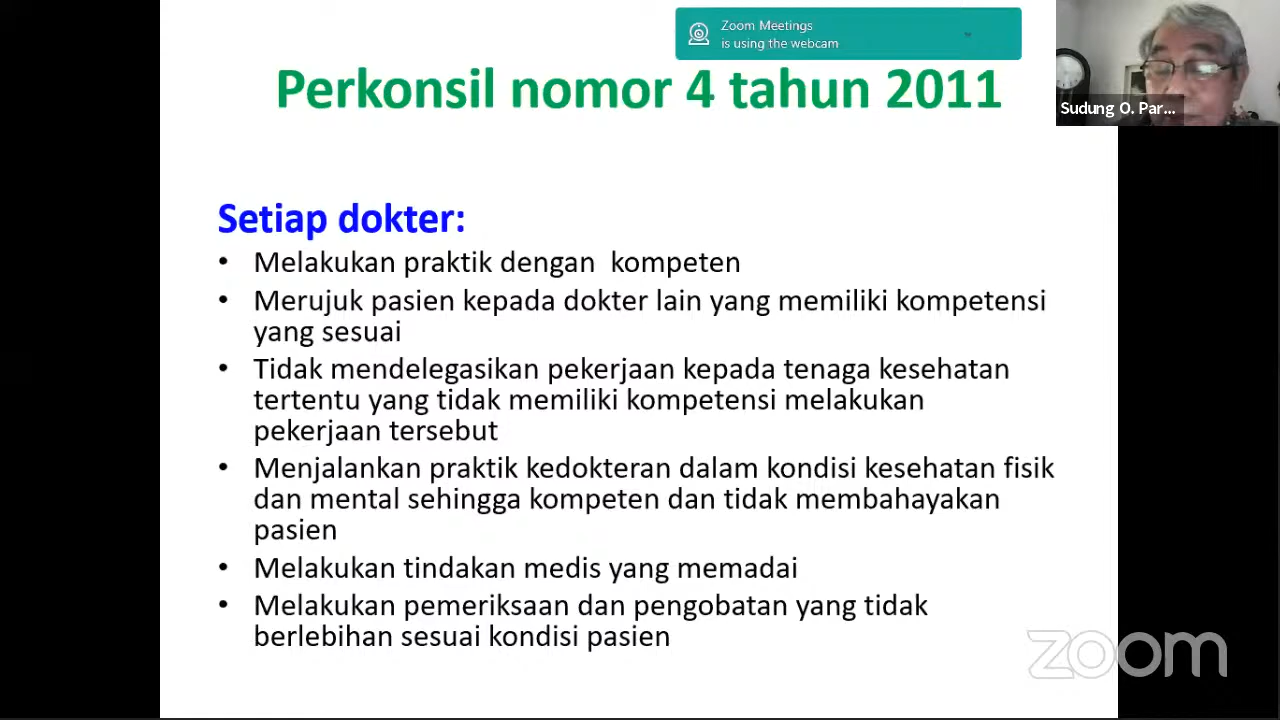 Zoom Meetings
is using the webcam
Perkonsil nomor 4 tahun 2011
Sudung O. Par...
Setiap dokter:
• Melakukan praktik dengan kompeten
• Merujuk pasien kepada dokter lain yang memiliki kompetensi
yang sesuai
• Tidak mendelegasikan pekerjaan kepada tenaga kesehatan
tertentu yang tidak memiliki kompetensi melakukan
pekerjaan tersebut
• Menjalankan praktik kedokteran dalam kondisi kesehatan fisik
dan mental sehingga kompeten dan tidak membahayakan
pasien
• Melakukan tindakan medis yang memadai
• Melakukan pemeriksaan dan pengobatan yang tidak
berlebihan sesuai kondisi pasien
zoom